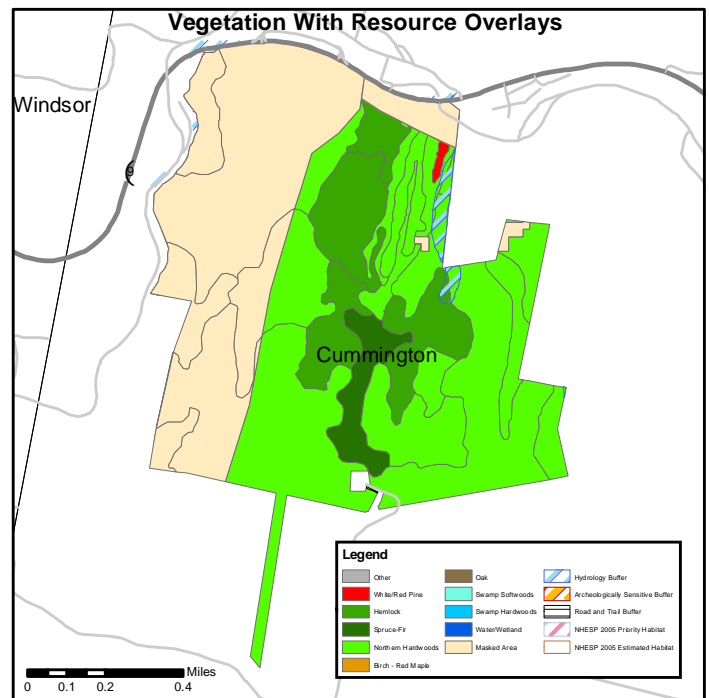 Vegetation With Resource Overlays
Windsor
9
Cummington
Legend
Other
White/Red Pine
Hemlock
Spruce-Fir
Northern Hardwoods
Birch - Red Maple
Oak
Swamp Softwoods
Swamp Hardwoods
Water/Wetland
Masked Area
Hydrology Buffer
Archeologically Sensitive Buffer
Road and Trail Buffer
NHESP 2005 Priority Habitat
NHESP 2005 Estimated Habitat
Miles
0 0.1 0.2 0.4